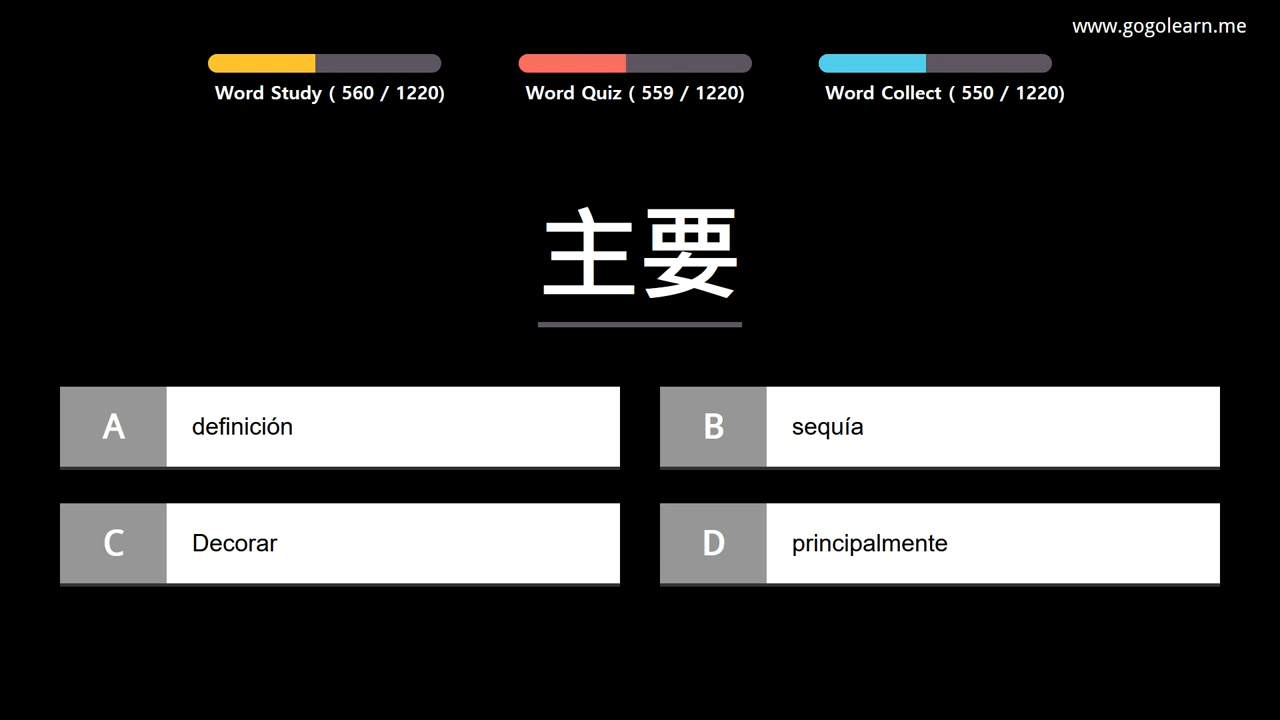 www.gogolearn.me
Word Study ( 560 / 1220)
Word Quiz ( 559 / 1220)
Word Collect ( 550 / 1220)
主要
A definición
B sequía
C Decorar
D principalmente